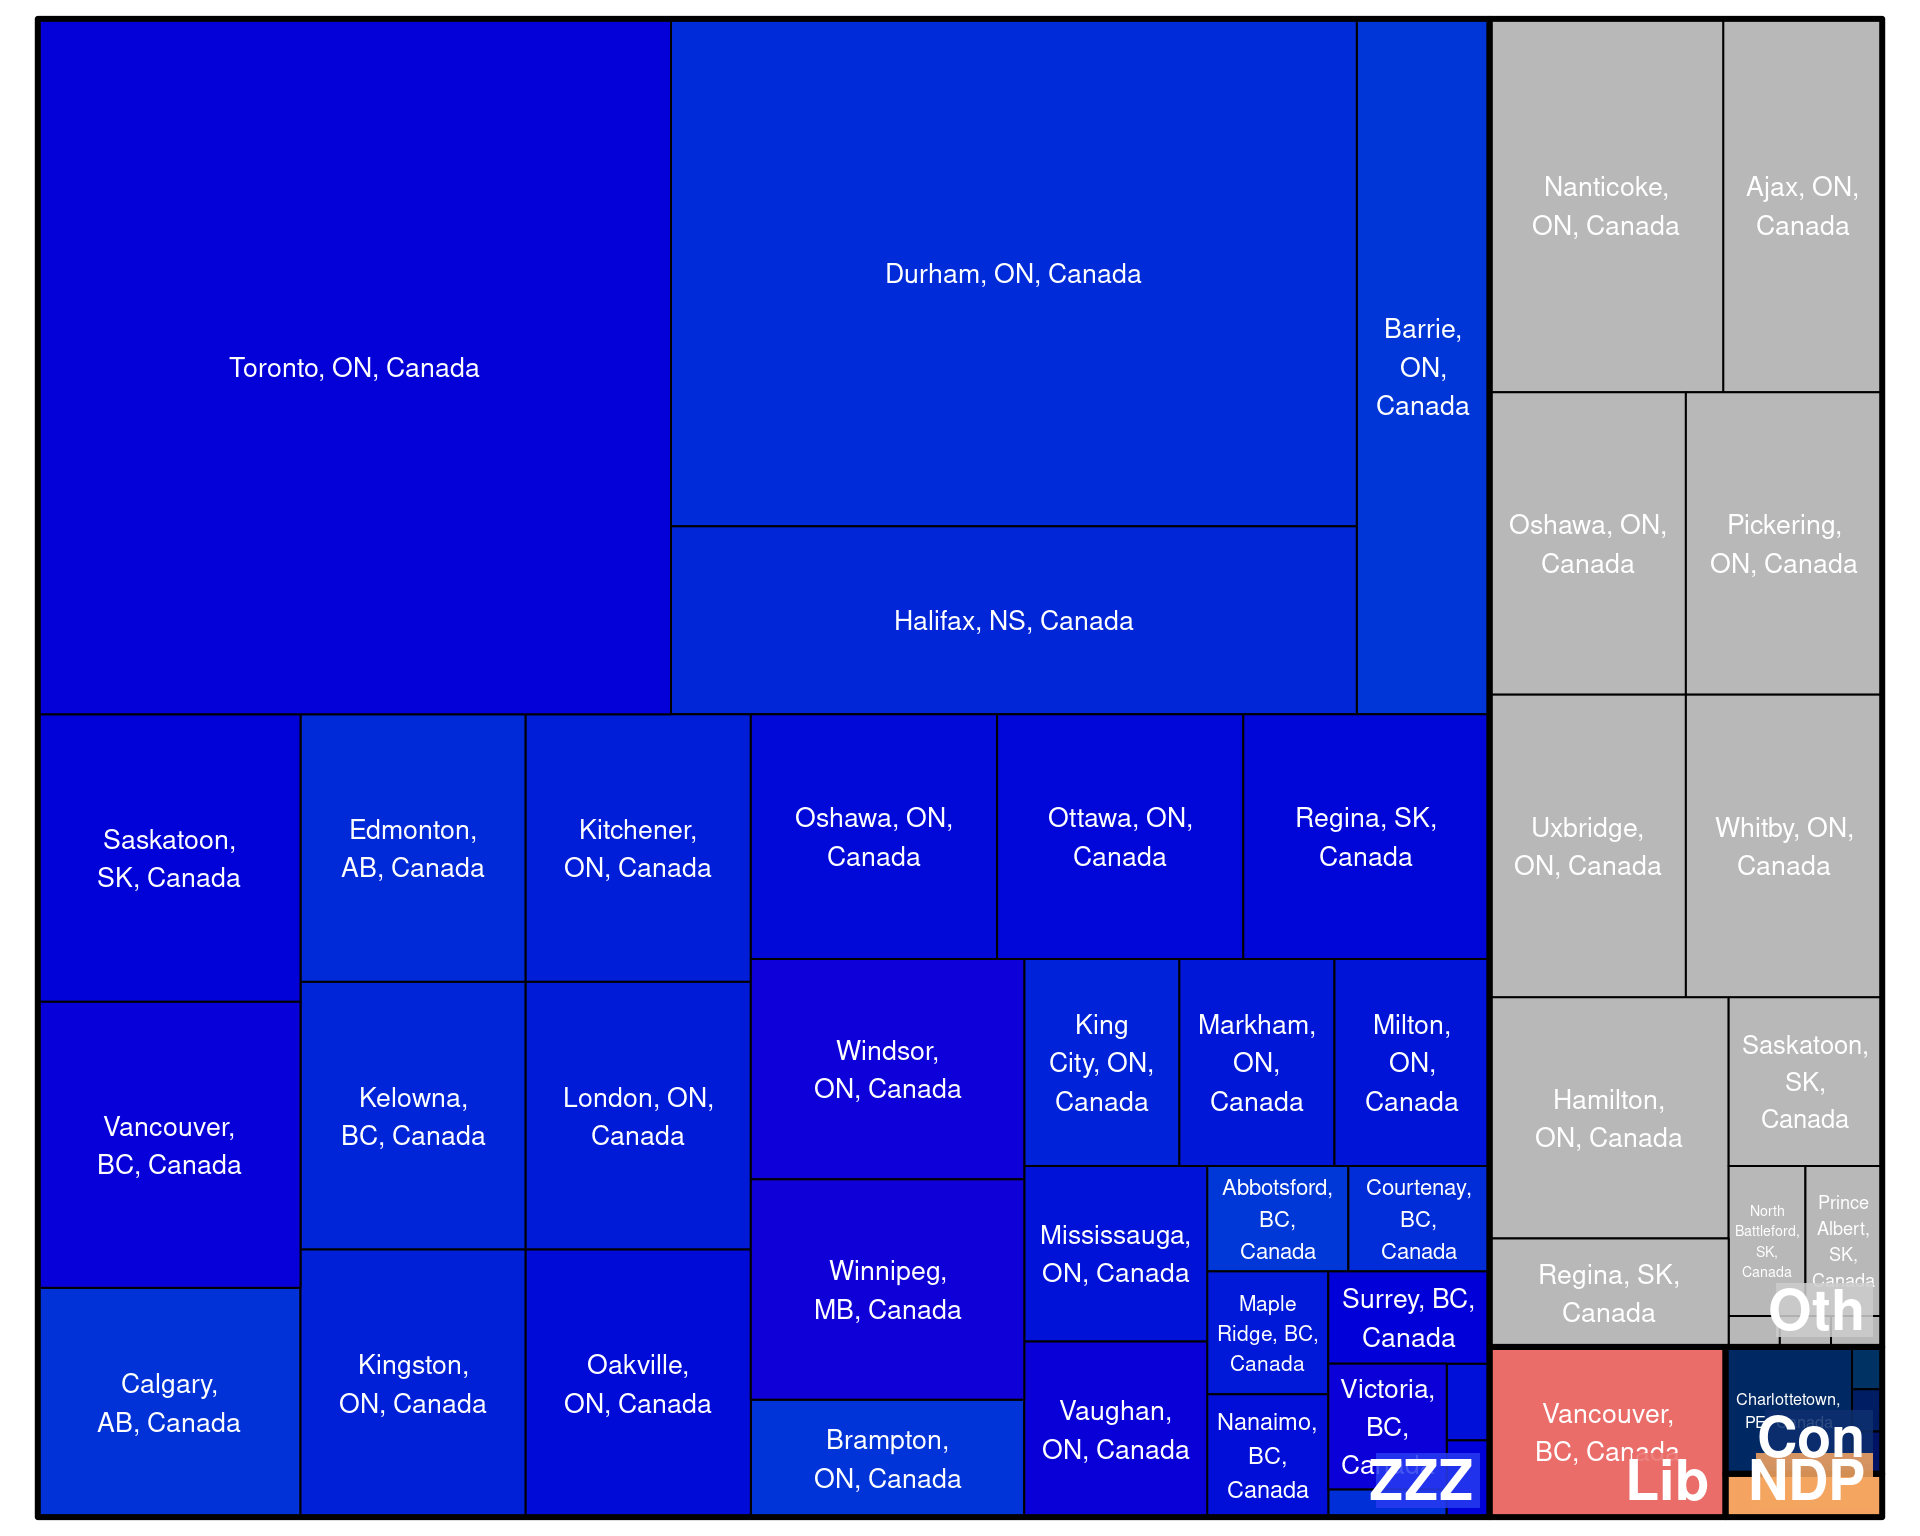 Toronto, ON, Canada
Durham, ON, Canada
Barrie,
ON,
Canada
Halifax, NS, Canada
Saskatoon,
SK, Canada
Edmonton,
AB, Canada
Kitchener,
ON, Canada
Oshawa, ON,
Canada
Ottawa, ON,
Canada
Regina, SK,
Canada
Vancouver,
BC, Canada
Kelowna,
BC, Canada
London, ON,
Canada
Windsor,
ON, Canada
King
City, ON,
Canada
Markham,
ON,
Canada
Milton,
ON,
Canada
Calgary,
AB, Canada
Kingston,
ON, Canada
Oakville,
ON, Canada
Winnipeg,
MB, Canada
Brampton,
ON, Canada
Mississauga,
ON, Canada
Vaughan,
ON, Canada
Abbotsford,
BC,
Canada
Courtenay,
BC,
Canada
Maple
Ridge, BC,
Canada
Surrey, BC,
Canada
Nanaimo,
BC,
Canada
Victoria,
BC,
Canada
ZZZ
Nanticoke,
ON, Canada
Ajax, ON,
Canada
Oshawa, ON,
Canada
Pickering,
ON, Canada
Uxbridge,
ON, Canada
Whitby, ON,
Canada
Hamilton,
ON, Canada
Saskatoon,
SK,
Canada
Regina, SK,
Canada
North
Battleford,
SK,
Canada
Prince
Albert,
SK,
Canada
Oth
Vancouver,
BC, Canada
Lib
Charlottetown,
PE, Canada
Con
NDP